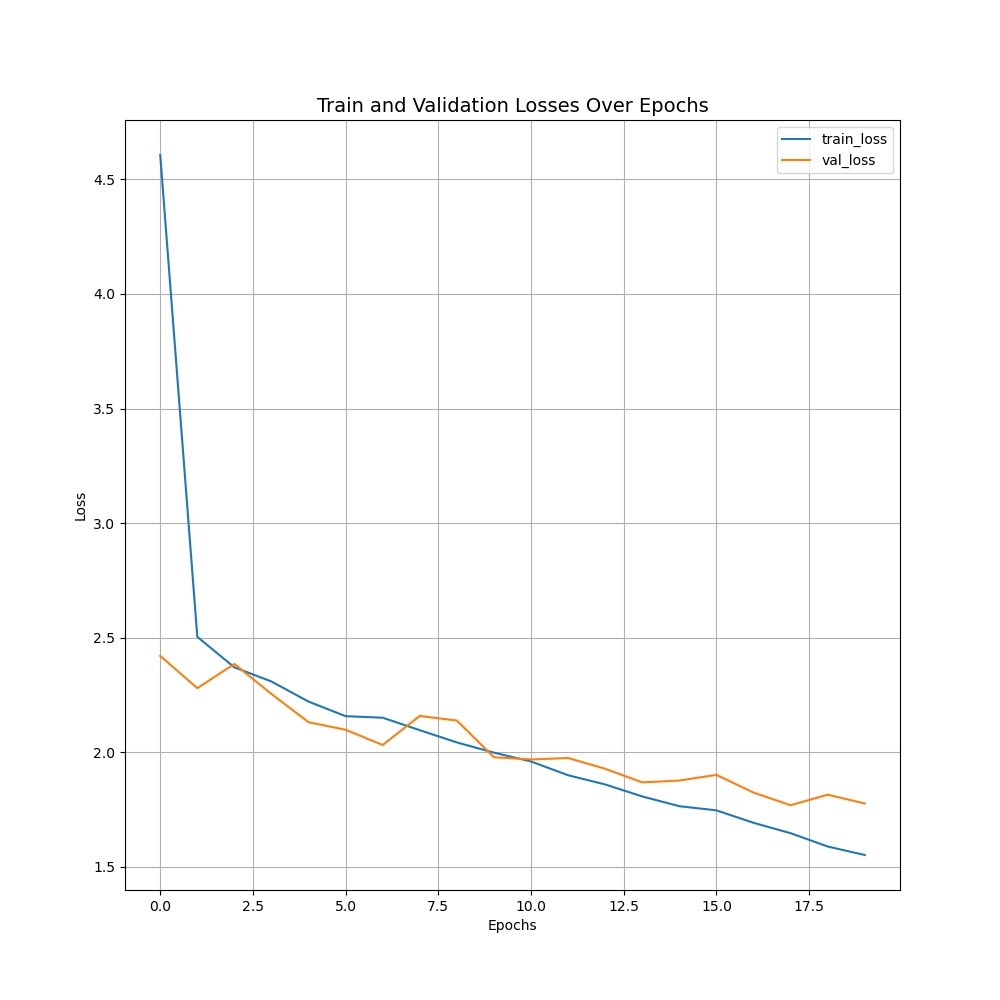 Train and Validation Losses Over Epochs
train_loss
val_loss
4.5
4.0
3.5
3.0
2.5
2.0
1.5
Loss
0.0 2.5 5.0 7.5 10.0 12.5 15.0 17.5
Epochs